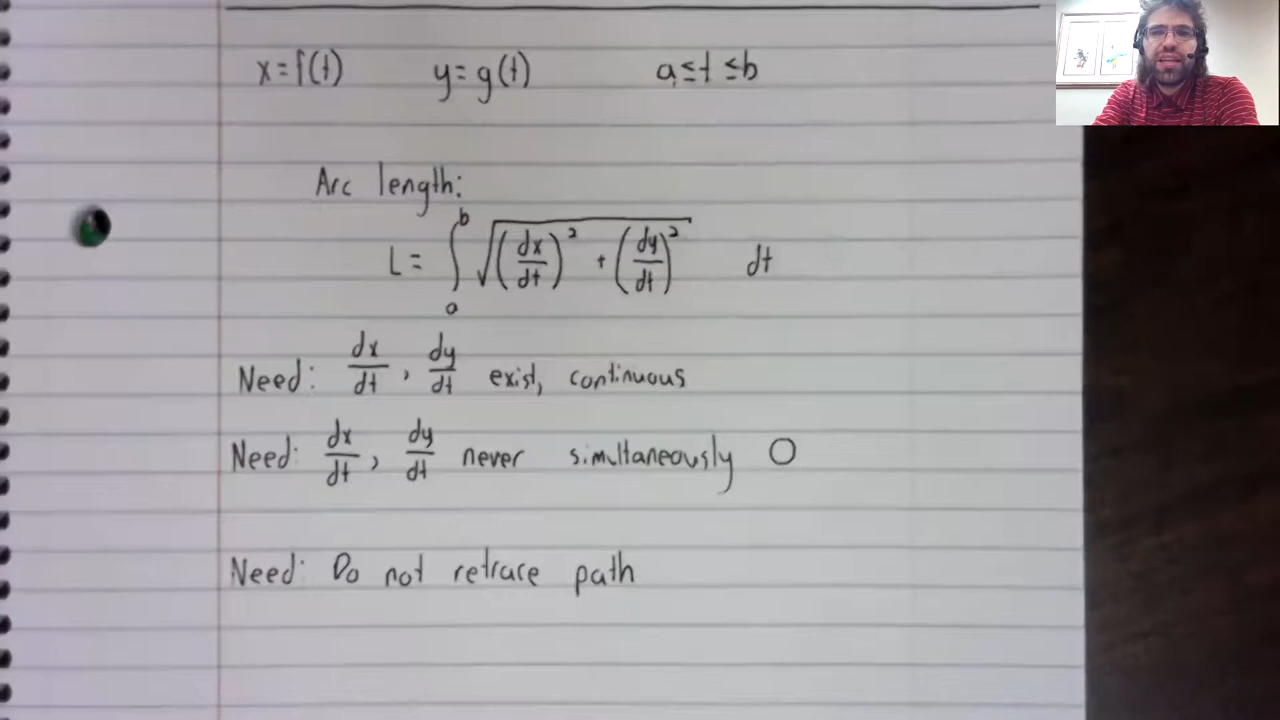 x = f(t) y = g(t) a ≤ t ≤ b
Arc length:
L = ∫_a^b √((dx/dt)² + (dy/dt)²) dt
Need: dx/dt, dy/dt exist, continuous
Need: dx/dt, dy/dt never simultaneously 0
Need: Do not retrace path